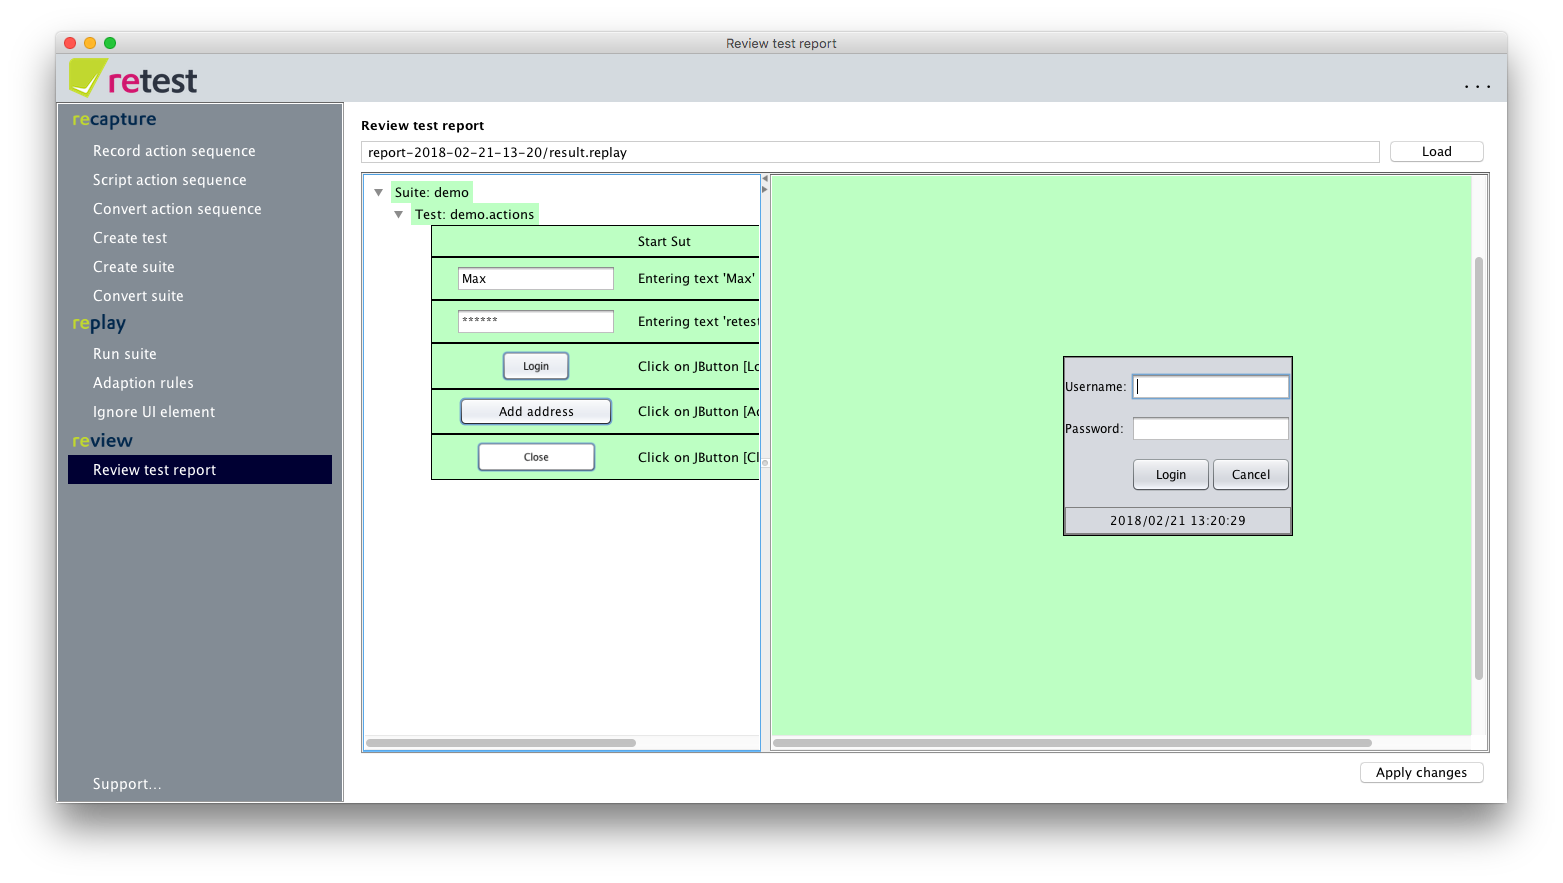 Review test report
retest
...
recapture
Record action sequence
Script action sequence
Convert action sequence
Create test
Create suite
Convert suite
replay
Run suite
Adaption rules
Ignore UI element
review
Review test report
Support...
Review test report
report-2018-02-21-13-20/result.replay
Load
Suite: demo
Test: demo.actions
Start Sut
Max Entering text 'Max'
****** Entering text 'retest
Login Click on JButton [Lo
Add address Click on JButton [Ad
Close Click on JButton [Cl
Username:
Password:
Login Cancel
2018/02/21 13:20:29
Apply changes